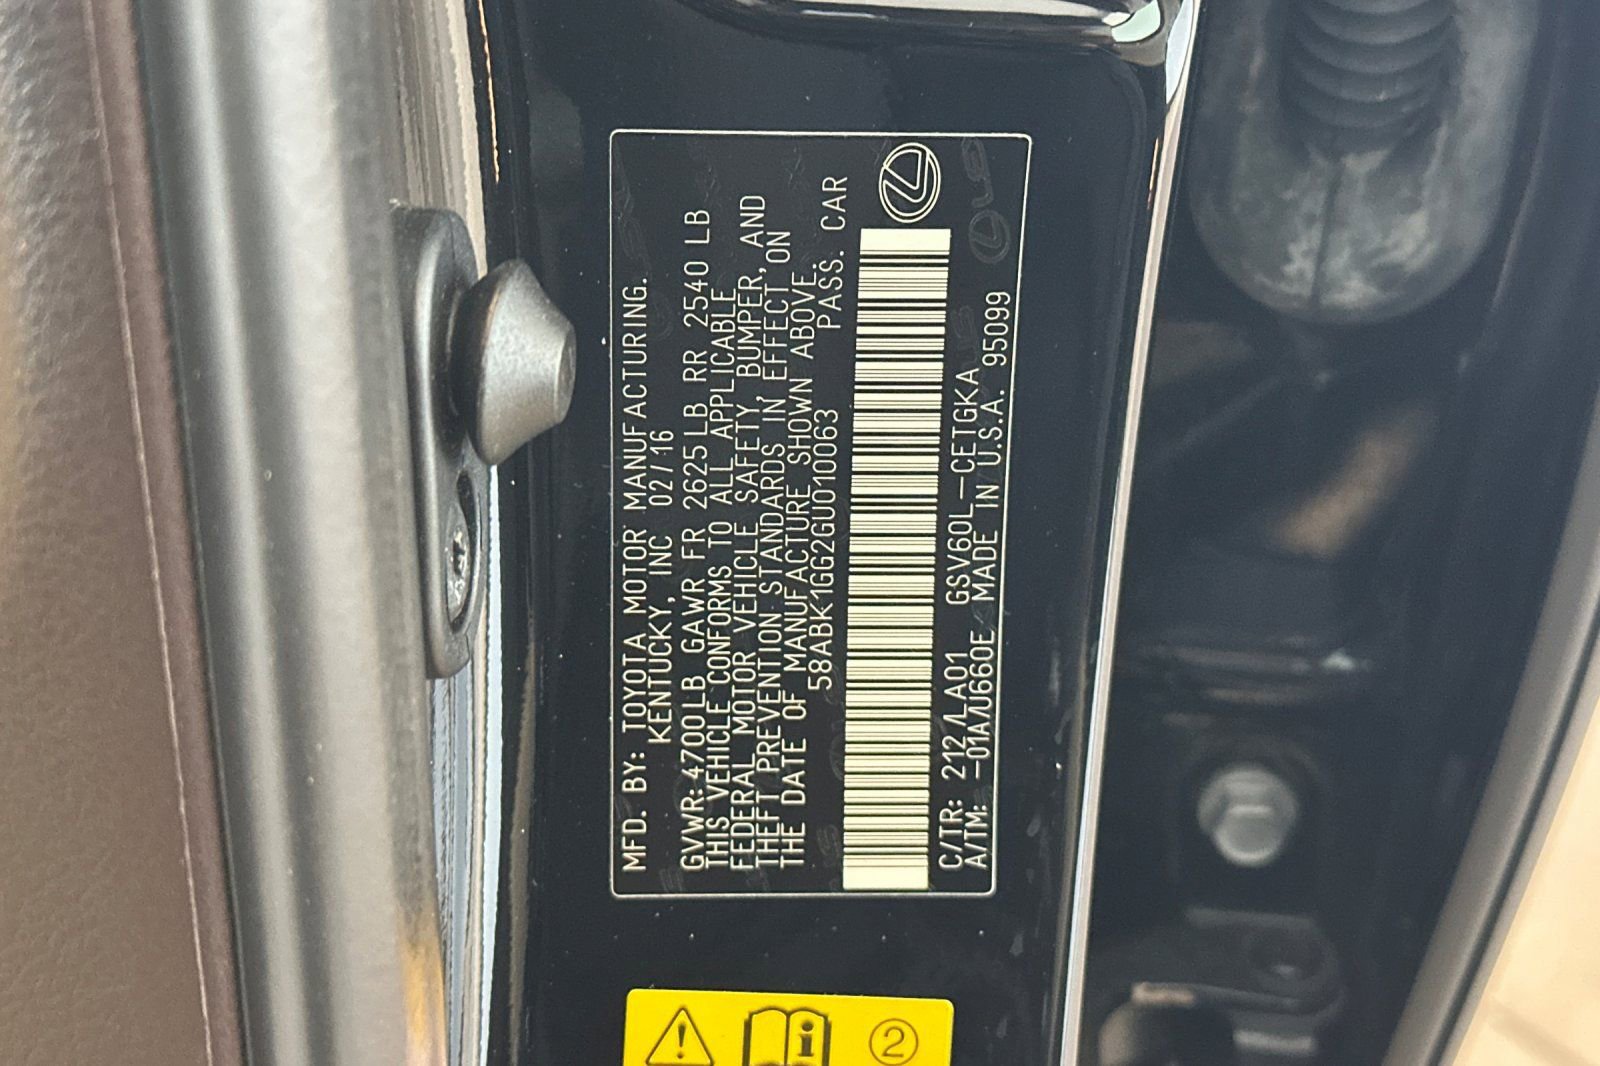 MFD. BY: TOYOTA MOTOR MANUFACTURING.
KENTUCKY, INC 02/16
GVWR: 4700LB GAWR FR 2625LB RR 2540 LB
THIS VEHICLE CONFORMS TO ALL APPLICABLE
FEDERAL MOTOR VEHICLE SAFETY, BUMPER, AND
THEFT PREVENTION STANDARDS IN EFFECT ON
THE DATE OF MANUFACTURE SHOWN ABOVE.
58ABK1GG2GU010063 PASS. CAR
C/TR: 212/LA01 GSV60L-CETGKA
A/TM: -01A/U660E MADE IN U.S.A. 95099
2